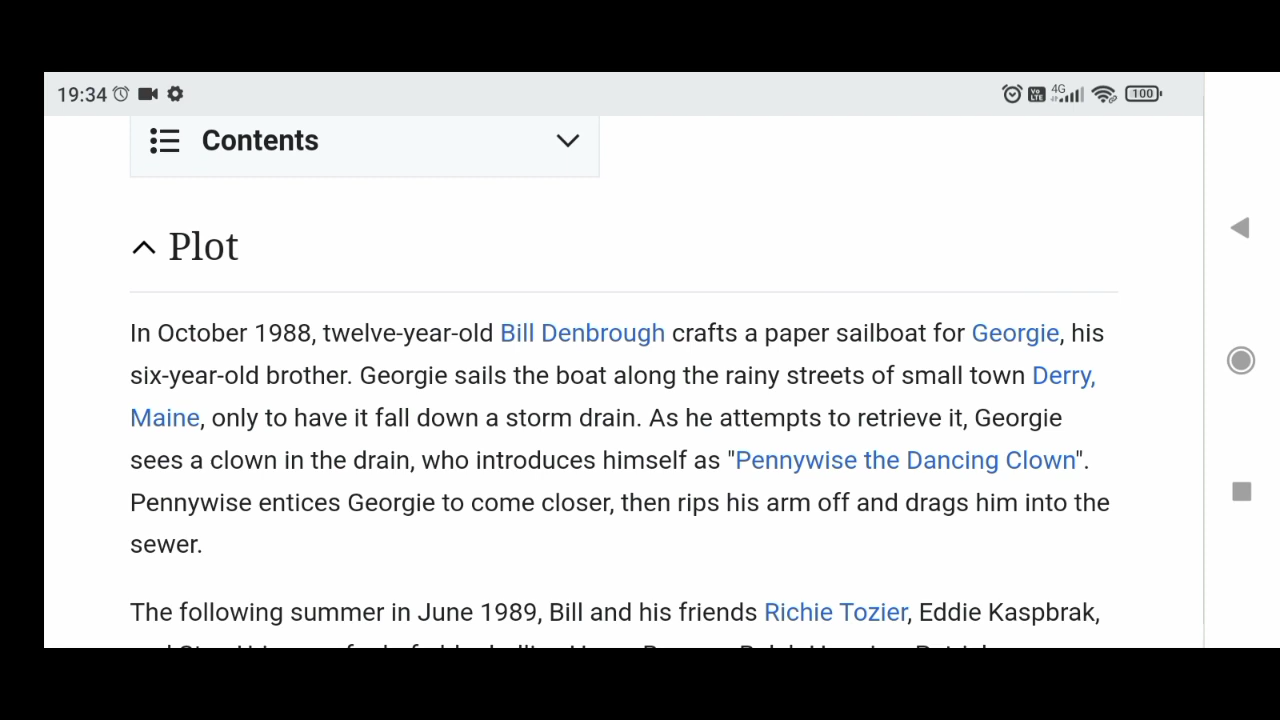 19:34 Vo LTE 4G 100
Contents
Plot
In October 1988, twelve-year-old Bill Denbrough crafts a paper sailboat for Georgie, his
six-year-old brother. Georgie sails the boat along the rainy streets of small town Derry,
Maine, only to have it fall down a storm drain. As he attempts to retrieve it, Georgie
sees a clown in the drain, who introduces himself as "Pennywise the Dancing Clown".
Pennywise entices Georgie to come closer, then rips his arm off and drags him into the
sewer.
The following summer in June 1989, Bill and his friends Richie Tozier, Eddie Kaspbrak,